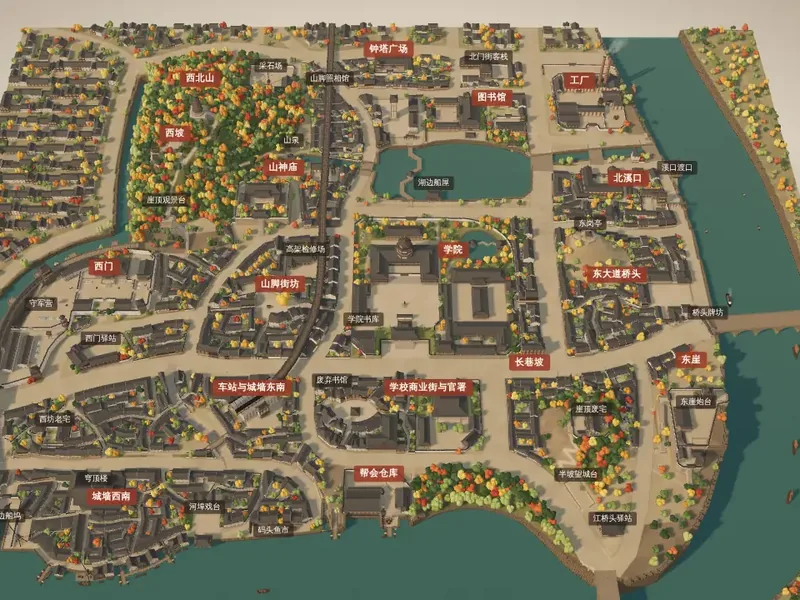 钟塔广场
采石场
西北山
山脚照相馆
北门街客栈
工厂
图书馆
西坡
山泉
山神庙
溪口渡口
北溪口
湖边船屋
崖顶观景台
东岗亭
高架检修场
学院
西门
东大道桥头
山脚街坊
守军营
桥头牌坊
学院书库
西门驿站
长巷坡
东崖
废弃书馆
车站与城墙东南
学校商业街与官署
东崖炮台
西坊老宅
崖顶废宅
穹顶楼
帮会仓库
半坡望城台
城墙西南
河埠戏台
边船坞
江桥头驿站
码头鱼市